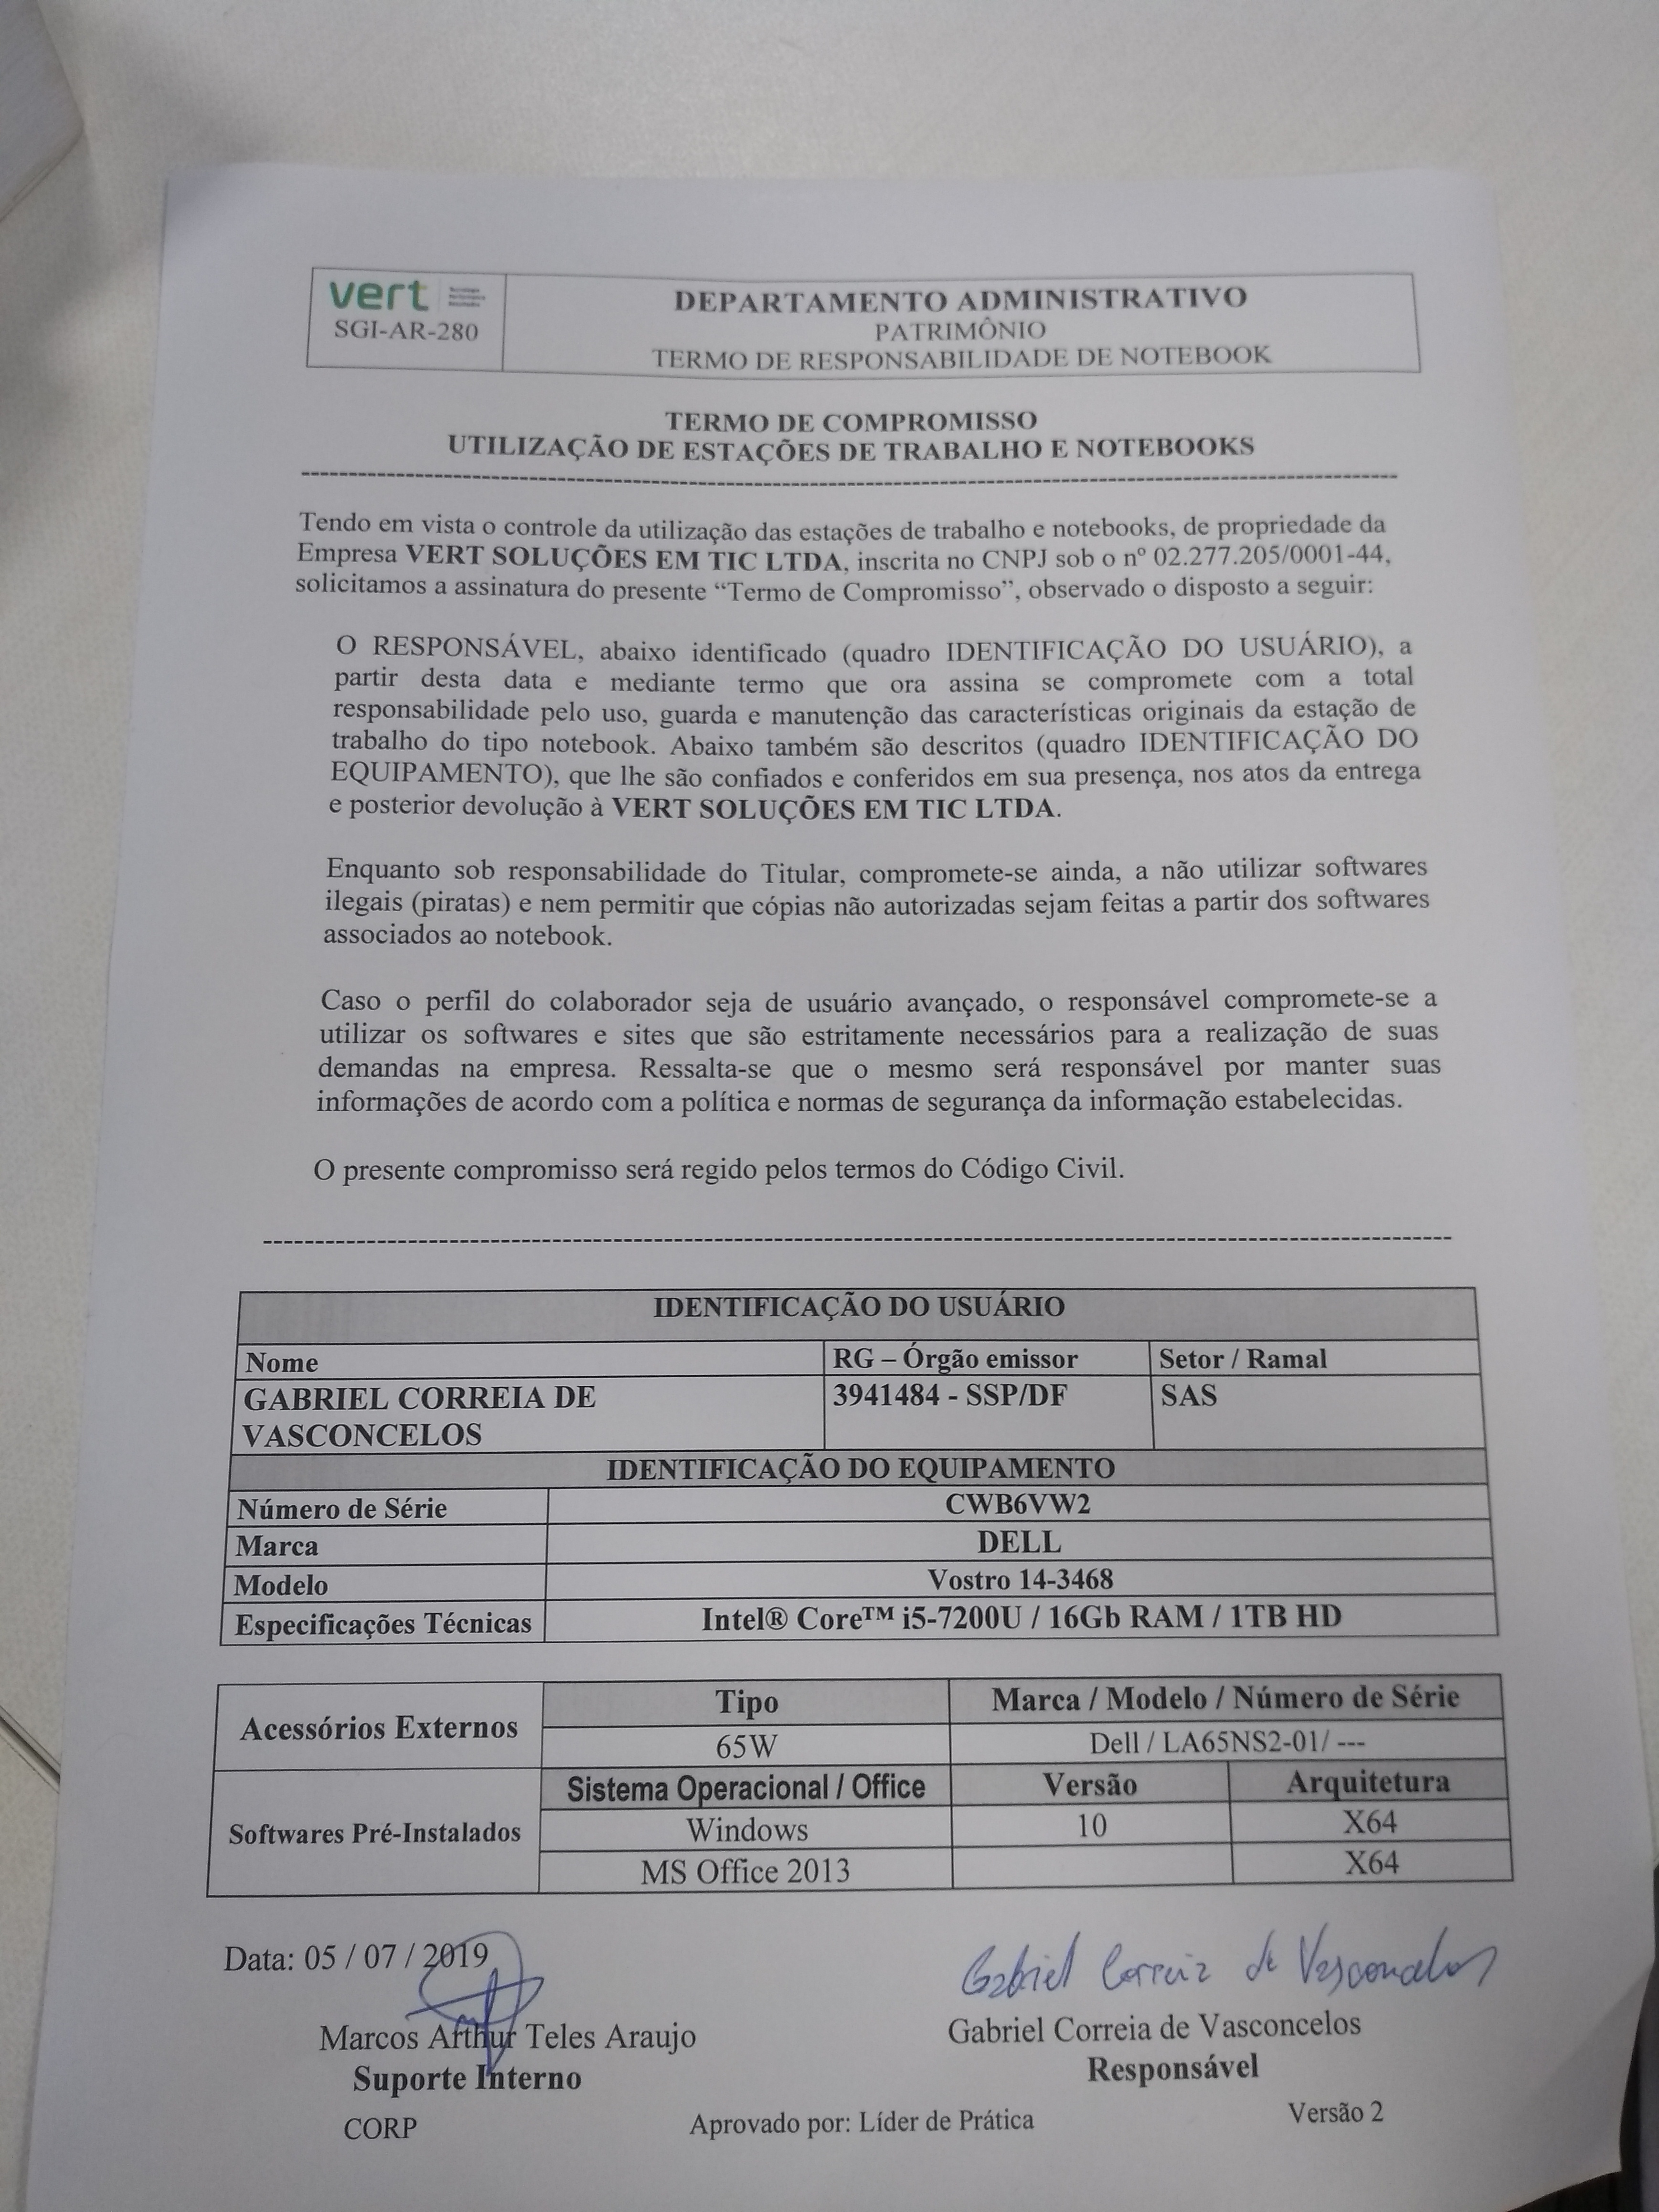 vert
SGI-AR-280
DEPARTAMENTO ADMINISTRATIVO
PATRIMÔNIO
TERMO DE RESPONSABILIDADE DE NOTEBOOK
TERMO DE COMPROMISSO
UTILIZAÇÃO DE ESTAÇÕES DE TRABALHO E NOTEBOOKS
Tendo em vista o controle da utilização das estações de trabalho e notebooks, de propriedade da
Empresa VERT SOLUÇÕES EM TIC LTDA, inscrita no CNPJ sob o nº 02.277.205/0001-44,
solicitamos a assinatura do presente “Termo de Compromisso”, observado o disposto a seguir:
O RESPONSÁVEL, abaixo identificado (quadro IDENTIFICAÇÃO DO USUÁRIO), a
partir desta data e mediante termo que ora assina se compromete com a total
responsabilidade pelo uso, guarda e manutenção das características originais da estação de
trabalho do tipo notebook. Abaixo também são descritos (quadro IDENTIFICAÇÃO DO
EQUIPAMENTO), que lhe são confiados e conferidos em sua presença, nos atos da entrega
e posterior devolução à VERT SOLUÇÕES EM TIC LTDA.
Enquanto sob responsabilidade do Titular, compromete-se ainda, a não utilizar softwares
ilegais (piratas) e nem permitir que cópias não autorizadas sejam feitas a partir dos softwares
associados ao notebook.
Caso o perfil do colaborador seja de usuário avançado, o responsável compromete-se a
utilizar os softwares e sites que são estritamente necessários para a realização de suas
demandas na empresa. Ressalta-se que o mesmo será responsável por manter suas
informações de acordo com a política e normas de segurança da informação estabelecidas.
O presente compromisso será regido pelos termos do Código Civil.
IDENTIFICAÇÃO DO USUÁRIO
Nome RG – Órgão emissor Setor / Ramal
GABRIEL CORREIA DE 3941484 - SSP/DF SAS
VASCONCELOS
IDENTIFICAÇÃO DO EQUIPAMENTO
Número de Série CWB6VW2
Marca DELL
Modelo Vostro 14-3468
Especificações Técnicas Intel® Core™ i5-7200U / 16Gb RAM / 1TB HD
Acessórios Externos Tipo Marca / Modelo / Número de Série
65W Dell / LA65NS2-01/ ---
Softwares Pré-Instalados Sistema Operacional / Office Versão Arquitetura
Windows 10 X64
MS Office 2013 X64
Data: 05 / 07 / 2019
Gabriel Correia de Vasconcelos
Marcos Arthur Teles Araujo Gabriel Correia de Vasconcelos
Suporte Interno Responsável
CORP Aprovado por: Líder de Prática Versão 2